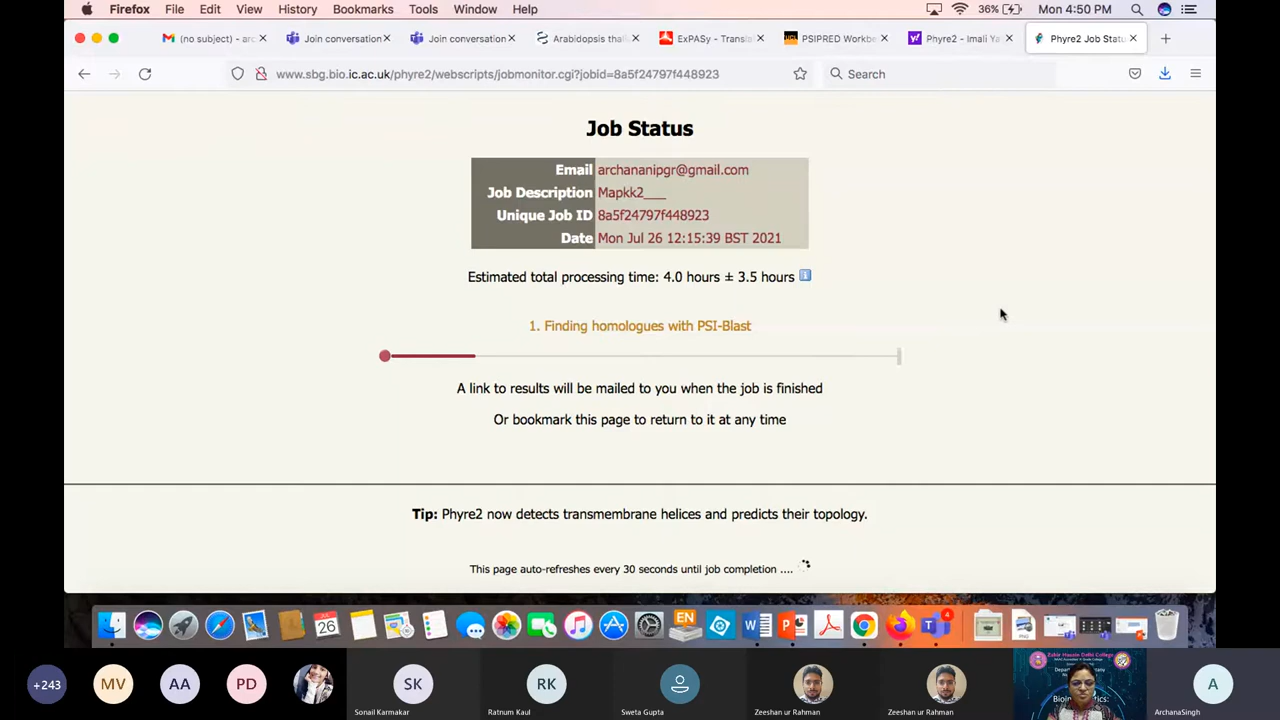 Firefox File Edit View History Bookmarks Tools Window Help 36% Mon 4:50 PM
(no subject) - arc Join conversation Join conversation Arabidopsis thali ExPASy - Transla PSIPRED Workbe Phyre2 - Imali Ya Phyre2 Job Statu
www.sbg.bio.ic.ac.uk/phyre2/webscripts/jobmonitor.cgi?jobid=8a5f24797f448923 Search
Job Status
Email archananipgr@gmail.com
Job Description Mapkk2___
Unique Job ID 8a5f24797f448923
Date Mon Jul 26 12:15:39 BST 2021
Estimated total processing time: 4.0 hours ± 3.5 hours
1. Finding homologues with PSI-Blast
A link to results will be mailed to you when the job is finished
Or bookmark this page to return to it at any time
Tip: Phyre2 now detects transmembrane helices and predicts their topology.
This page auto-refreshes every 30 seconds until job completion ....
+243 MV AA PD SK RK A
Sonail Karmakar Ratnum Kaul Sweta Gupta Zeeshan ur Rahman Zeeshan ur Rahman ArchanaSingh
Zakir Husain Delhi College